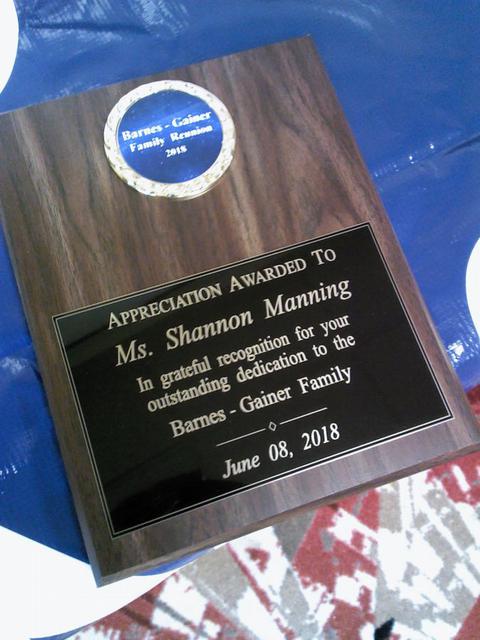 Barnes - Gainer
Family Reunion
2018
APPRECIATION AWARDED TO
Ms. Shannon Manning
In grateful recognition for your
outstanding dedication to the
Barnes - Gainer Family
June 08, 2018